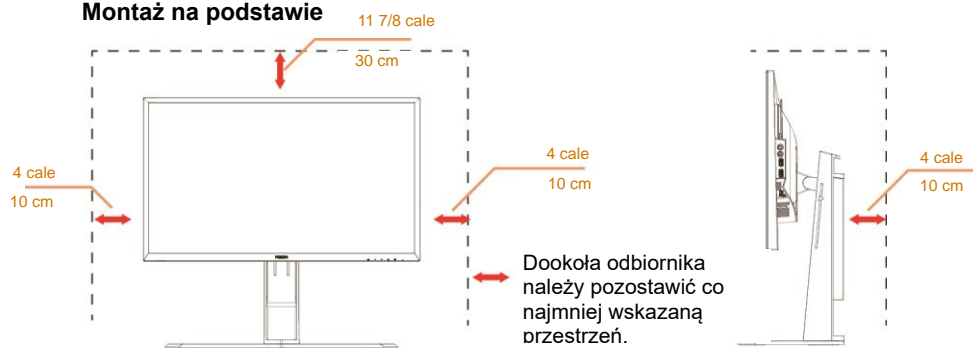 Montaż na podstawie
11 7/8 cale
30 cm
4 cale
10 cm
4 cale
10 cm
4 cale
10 cm
Dookoła odbiornika
należy pozostawić co
najmniej wskazaną
przestrzeń.